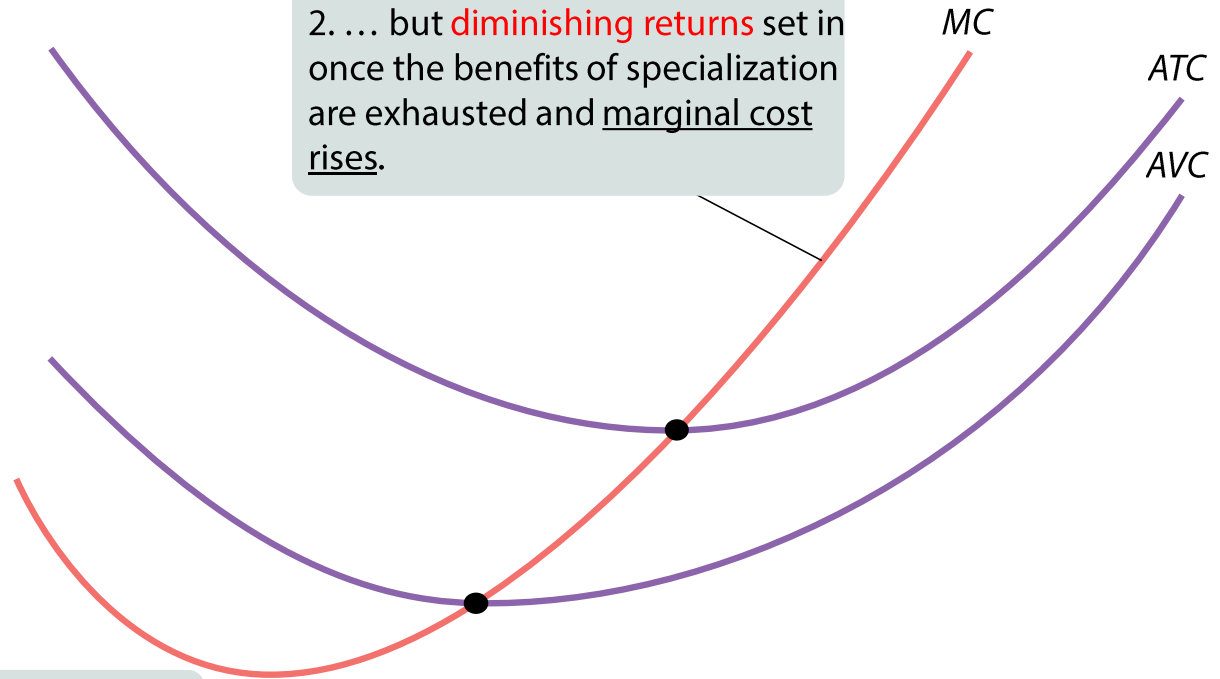 2. … but diminishing returns set in
once the benefits of specialization
are exhausted and marginal cost
rises.
MC
ATC
AVC